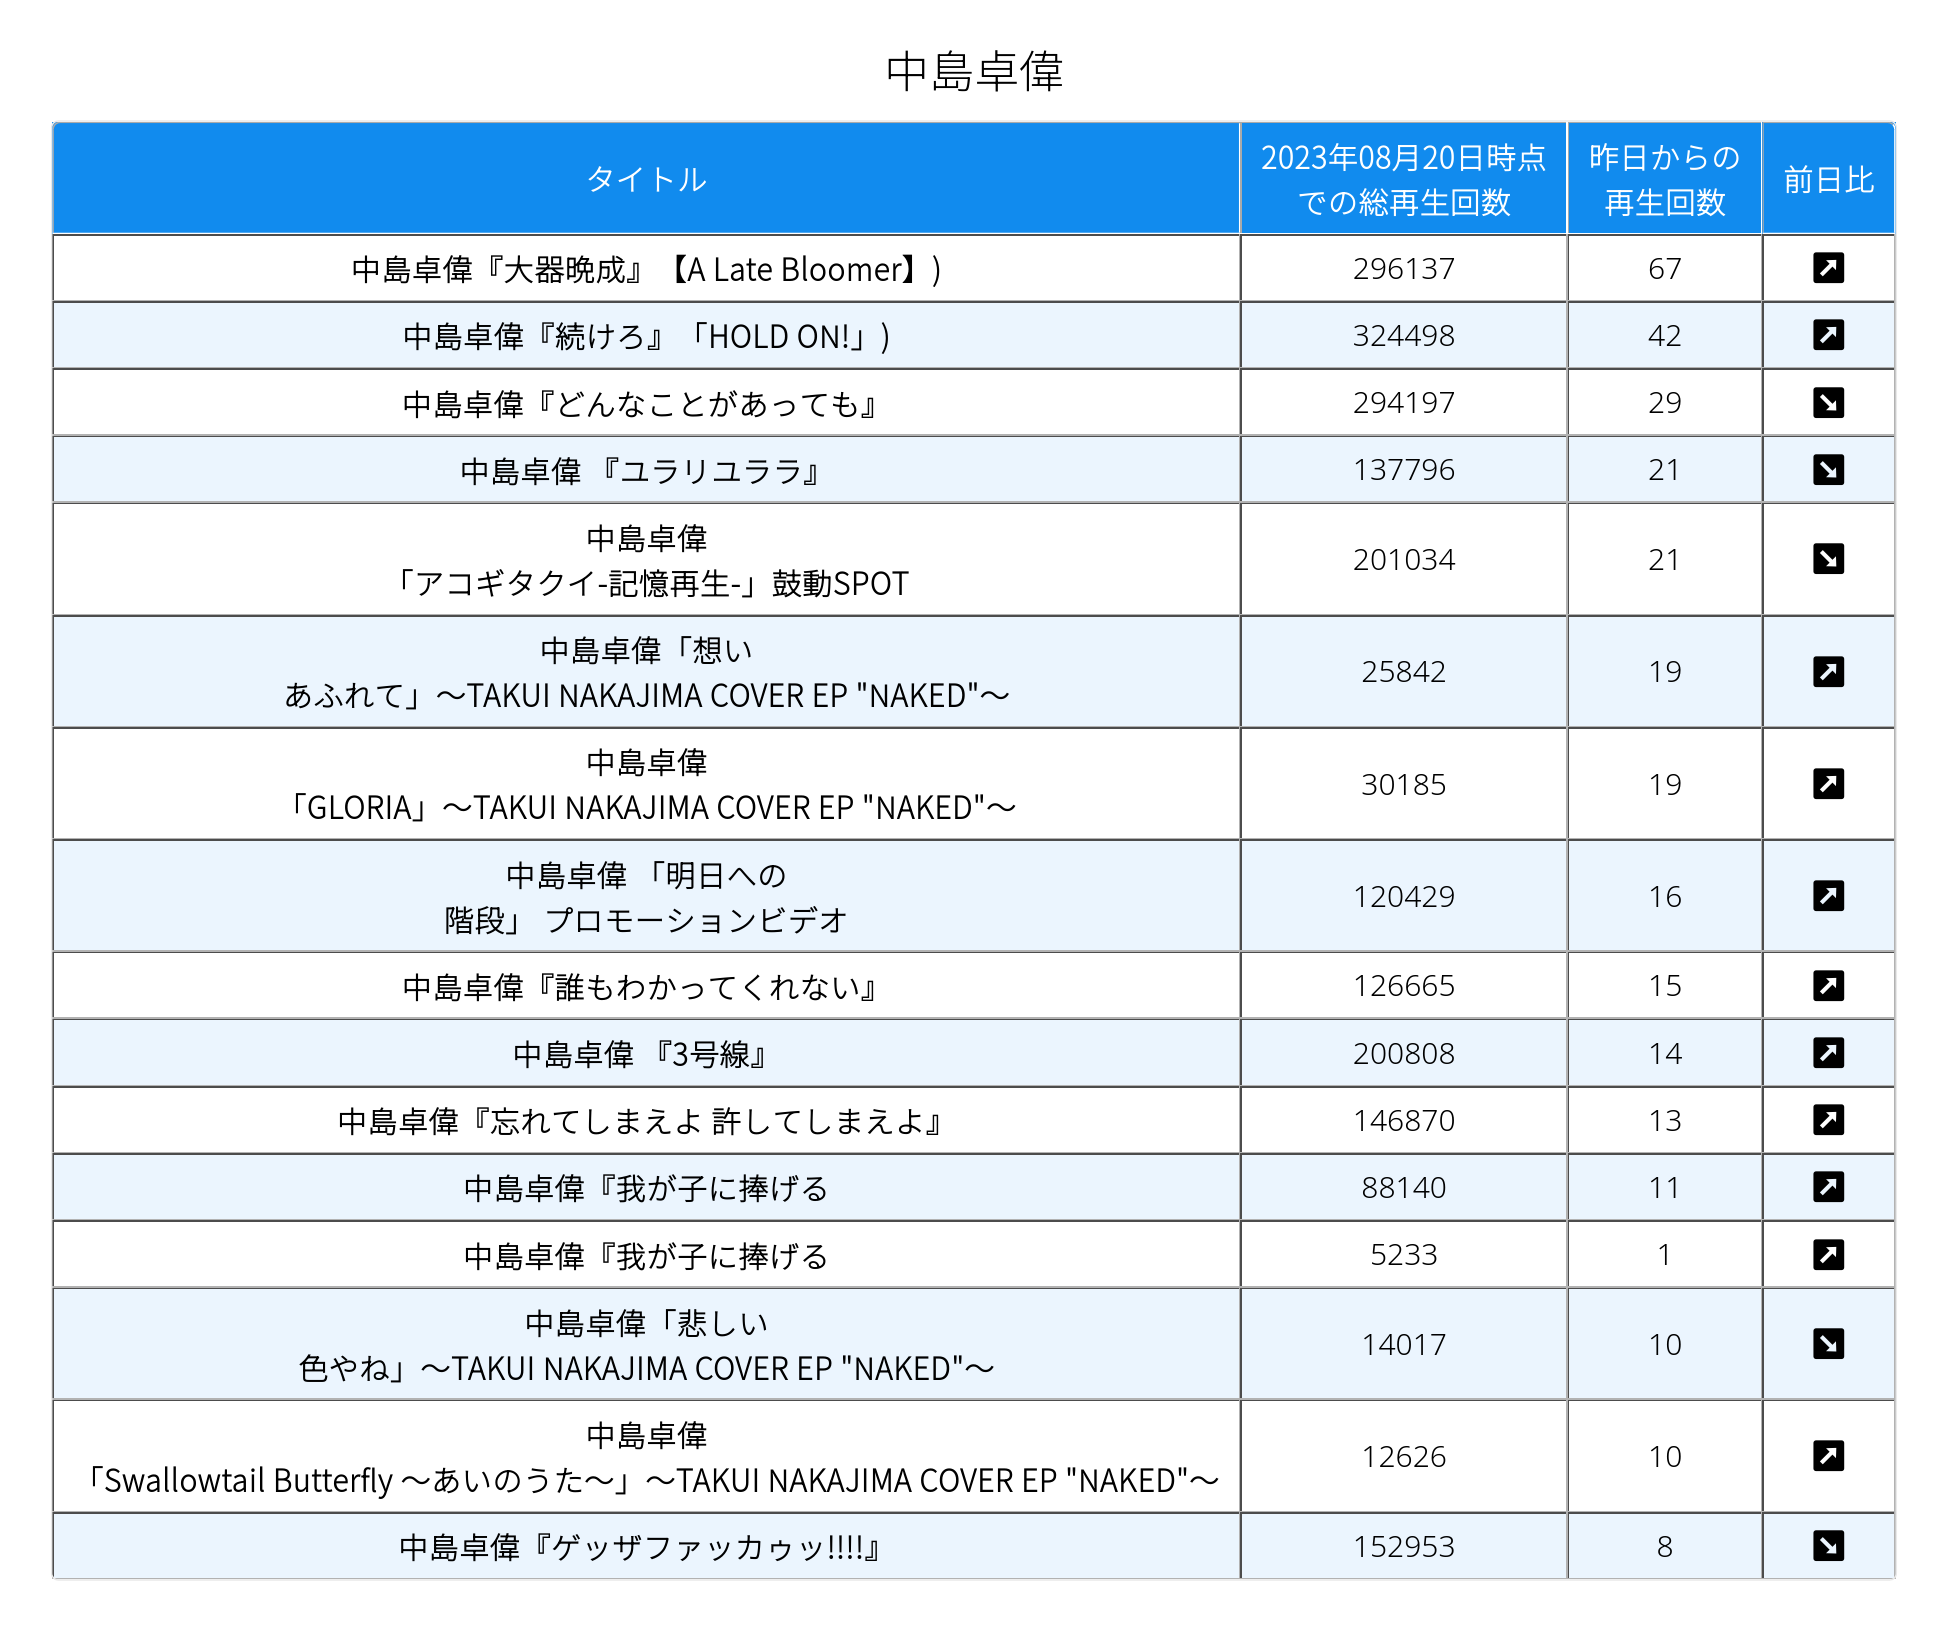 中島卓偉
タイトル
2023年08月20日時点
での総再生回数
昨日からの
再生回数
前日比
中島卓偉『大器晩成』【A Late Bloomer】)
296137
67
中島卓偉『続けろ』「HOLD ON!」)
324498
42
中島卓偉『どんなことがあっても』
294197
29
中島卓偉 『ユラリユララ』
137796
21
中島卓偉
「アコギタクイ-記憶再生-」鼓動SPOT
201034
21
中島卓偉「想い
あふれて」～TAKUI NAKAJIMA COVER EP "NAKED"～
25842
19
中島卓偉
「GLORIA」～TAKUI NAKAJIMA COVER EP "NAKED"～
30185
19
中島卓偉 「明日への
階段」 プロモーションビデオ
120429
16
中島卓偉『誰もわかってくれない』
126665
15
中島卓偉 『3号線』
200808
14
中島卓偉『忘れてしまえよ 許してしまえよ』
146870
13
中島卓偉『我が子に捧げる
88140
11
中島卓偉『我が子に捧げる
5233
1
中島卓偉「悲しい
色やね」～TAKUI NAKAJIMA COVER EP "NAKED"～
14017
10
中島卓偉
「Swallowtail Butterfly ～あいのうた～」～TAKUI NAKAJIMA COVER EP "NAKED"～
12626
10
中島卓偉『ゲッザファッカゥッ!!!!』
152953
8